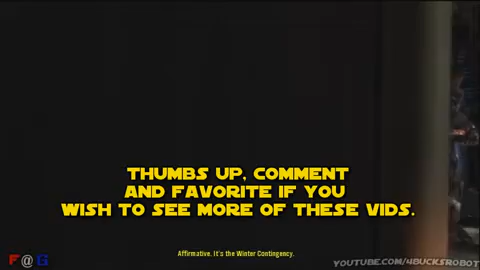 THUMBS UP, COMMENT
AND FAVORITE IF YOU
WISH TO SEE MORE OF THESE VIDS.
Affirmative. It's the Winter Contingency.
F@G
YOUTUBE.COM/4BUCKSROBOT